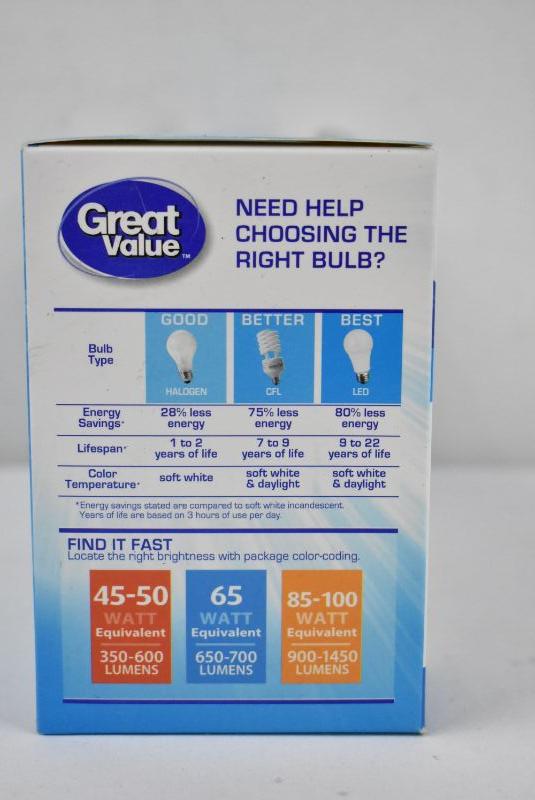 Great
Value
TM
NEED HELP
CHOOSING THE
RIGHT BULB?
GOOD BETTER BEST
Bulb
Type
HALOGEN CFL LED
Energy
Savings* 28% less
energy 75% less
energy 80% less
energy
Lifespan* 1 to 2
years of life 7 to 9
years of life 9 to 22
years of life
Color
Temperature* soft white soft white
& daylight soft white
& daylight
*Energy savings stated are compared to soft white incandescent.
Years of life are based on 3 hours of use per day.
FIND IT FAST
Locate the right brightness with package color-coding.
45-50
WATT
Equivalent
350-600
LUMENS
65
WATT
Equivalent
650-700
LUMENS
85-100
WATT
Equivalent
900-1450
LUMENS